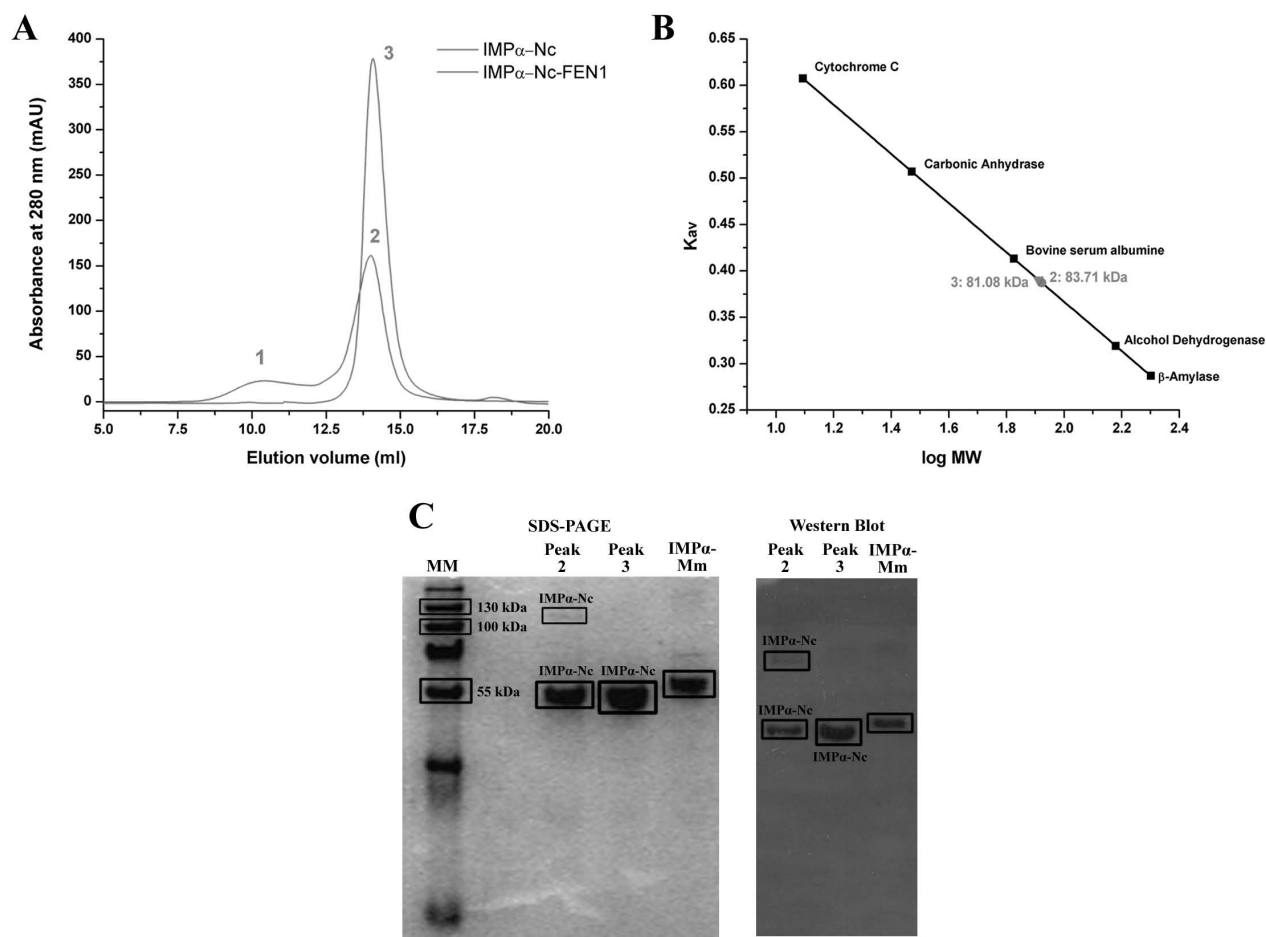 A
Absorbance at 280 nm (mAU)
400
350
300
250
200
150
100
50
0
5.0 7.5 10.0 12.5 15.0 17.5 20.0
Elution volume (ml)
1
2
3
IMPα-Nc
IMPα-Nc-FEN1
B
Kav
0.65
0.60
0.55
0.50
0.45
0.40
0.35
0.30
0.25
1.0 1.2 1.4 1.6 1.8 2.0 2.2 2.4
log MW
Cytochrome C
Carbonic Anhydrase
Bovine serum albumine
3: 81.08 kDa
2: 83.71 kDa
Alcohol Dehydrogenase
β-Amylase
C
SDS-PAGE
MM
Peak
2
Peak
3
IMPα-
Mm
130 kDa
100 kDa
55 kDa
IMPα-Nc
IMPα-Nc IMPα-Nc
Western Blot
Peak
2
Peak
3
IMPα-
Mm
IMPα-Nc
IMPα-Nc
IMPα-Nc